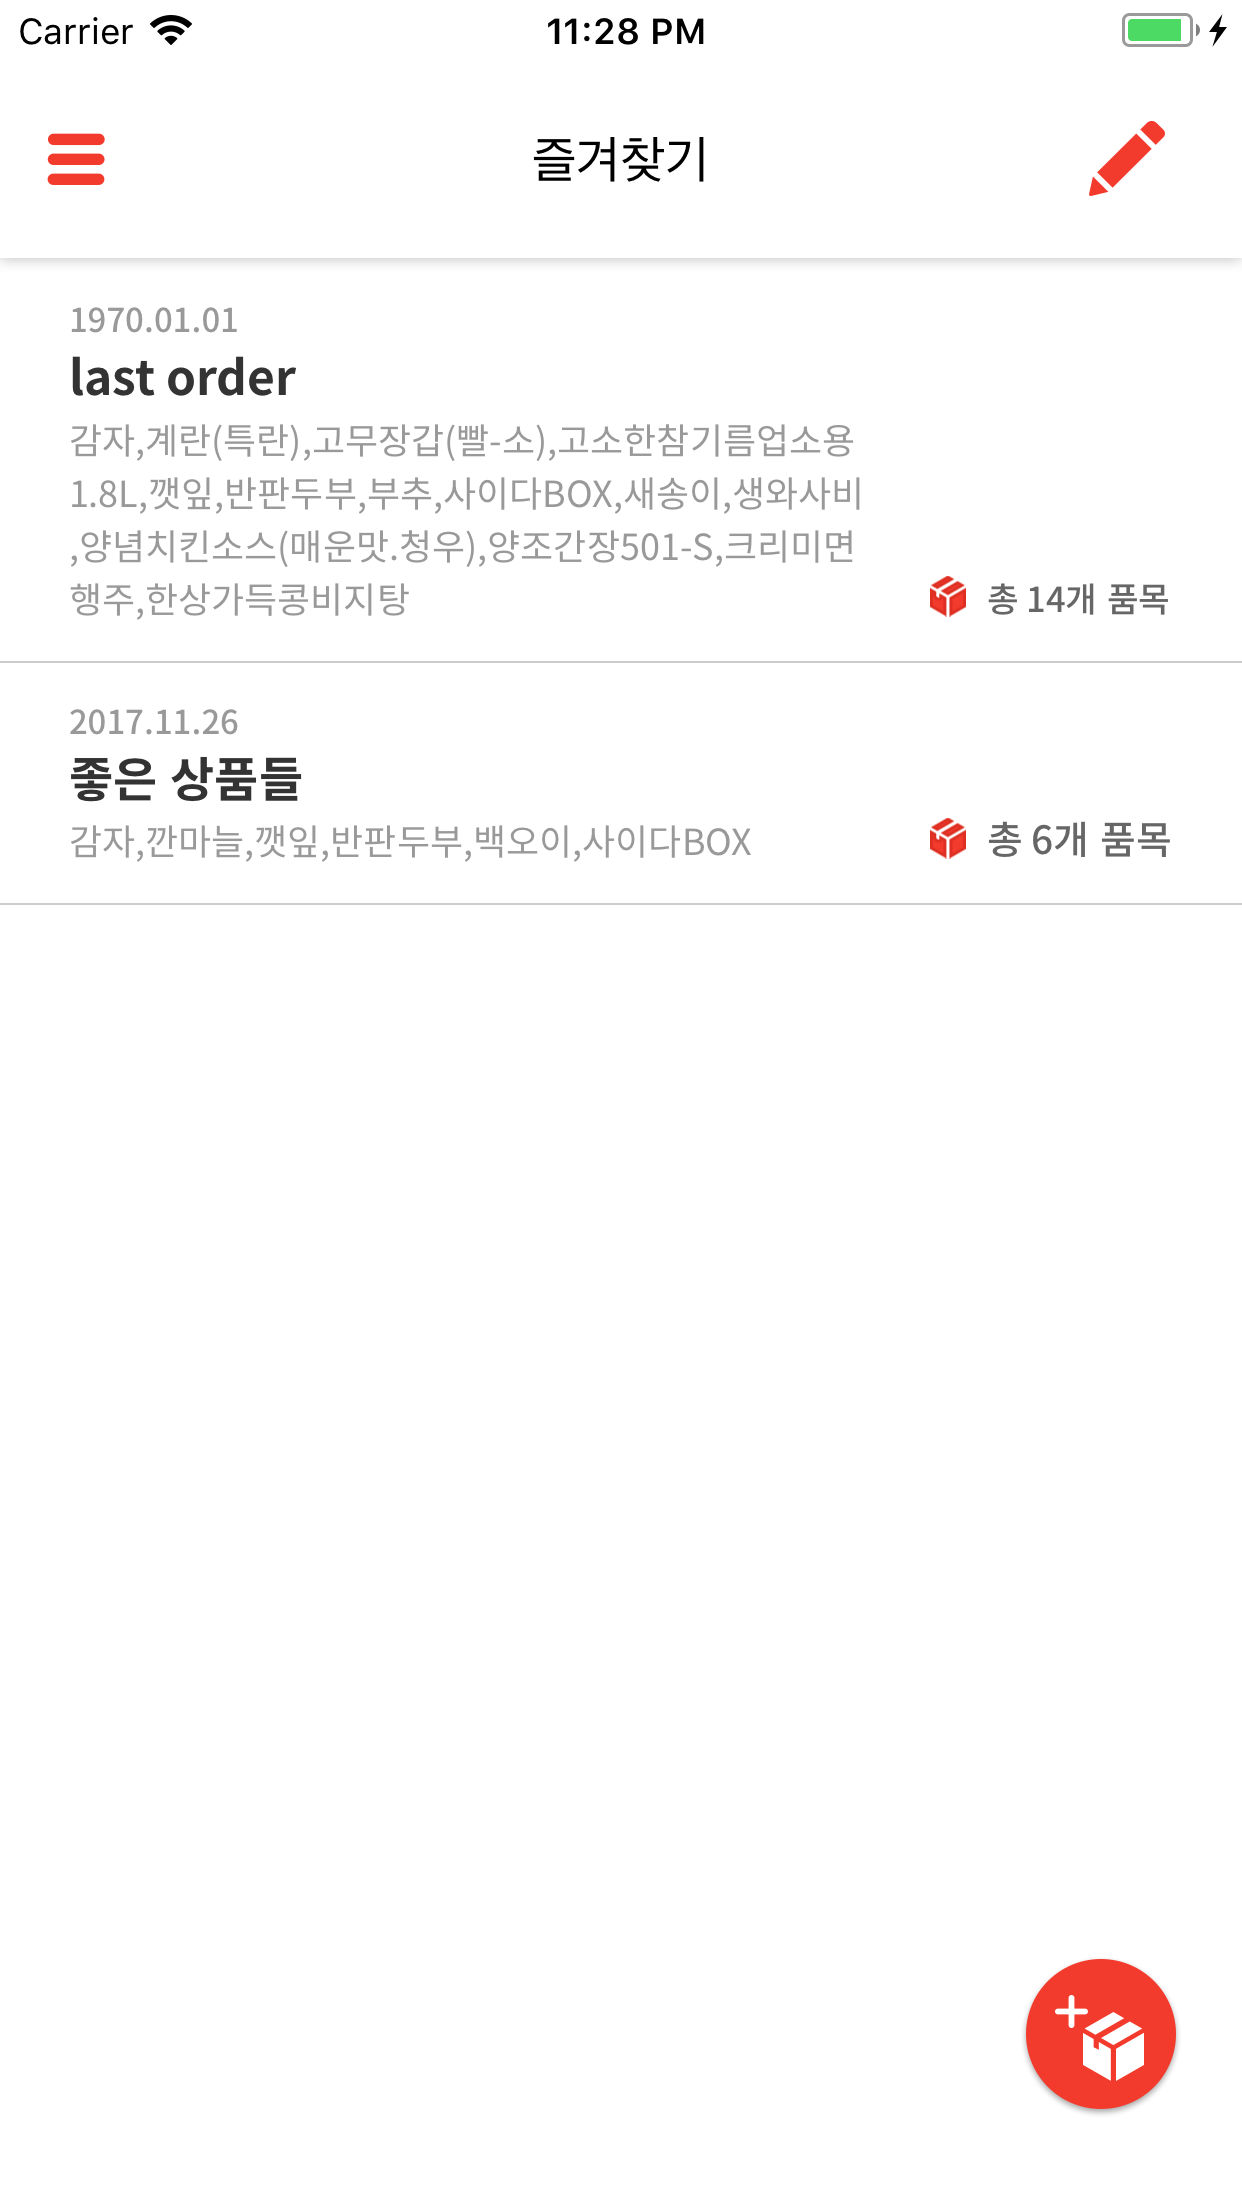 Carrier
11:28 PM
즐겨찾기
1970.01.01
last order
감자,계란(특란),고무장갑(빨-소),고소한참기름업소용
1.8L,깻잎,반판두부,부추,사이다BOX,새송이,생와사비
,양념치킨소스(매운맛.청우),양조간장501-S,크리미면
행주,한상가득콩비지탕
총 14개 품목
2017.11.26
좋은 상품들
감자,깐마늘,깻잎,반판두부,백오이,사이다BOX
총 6개 품목